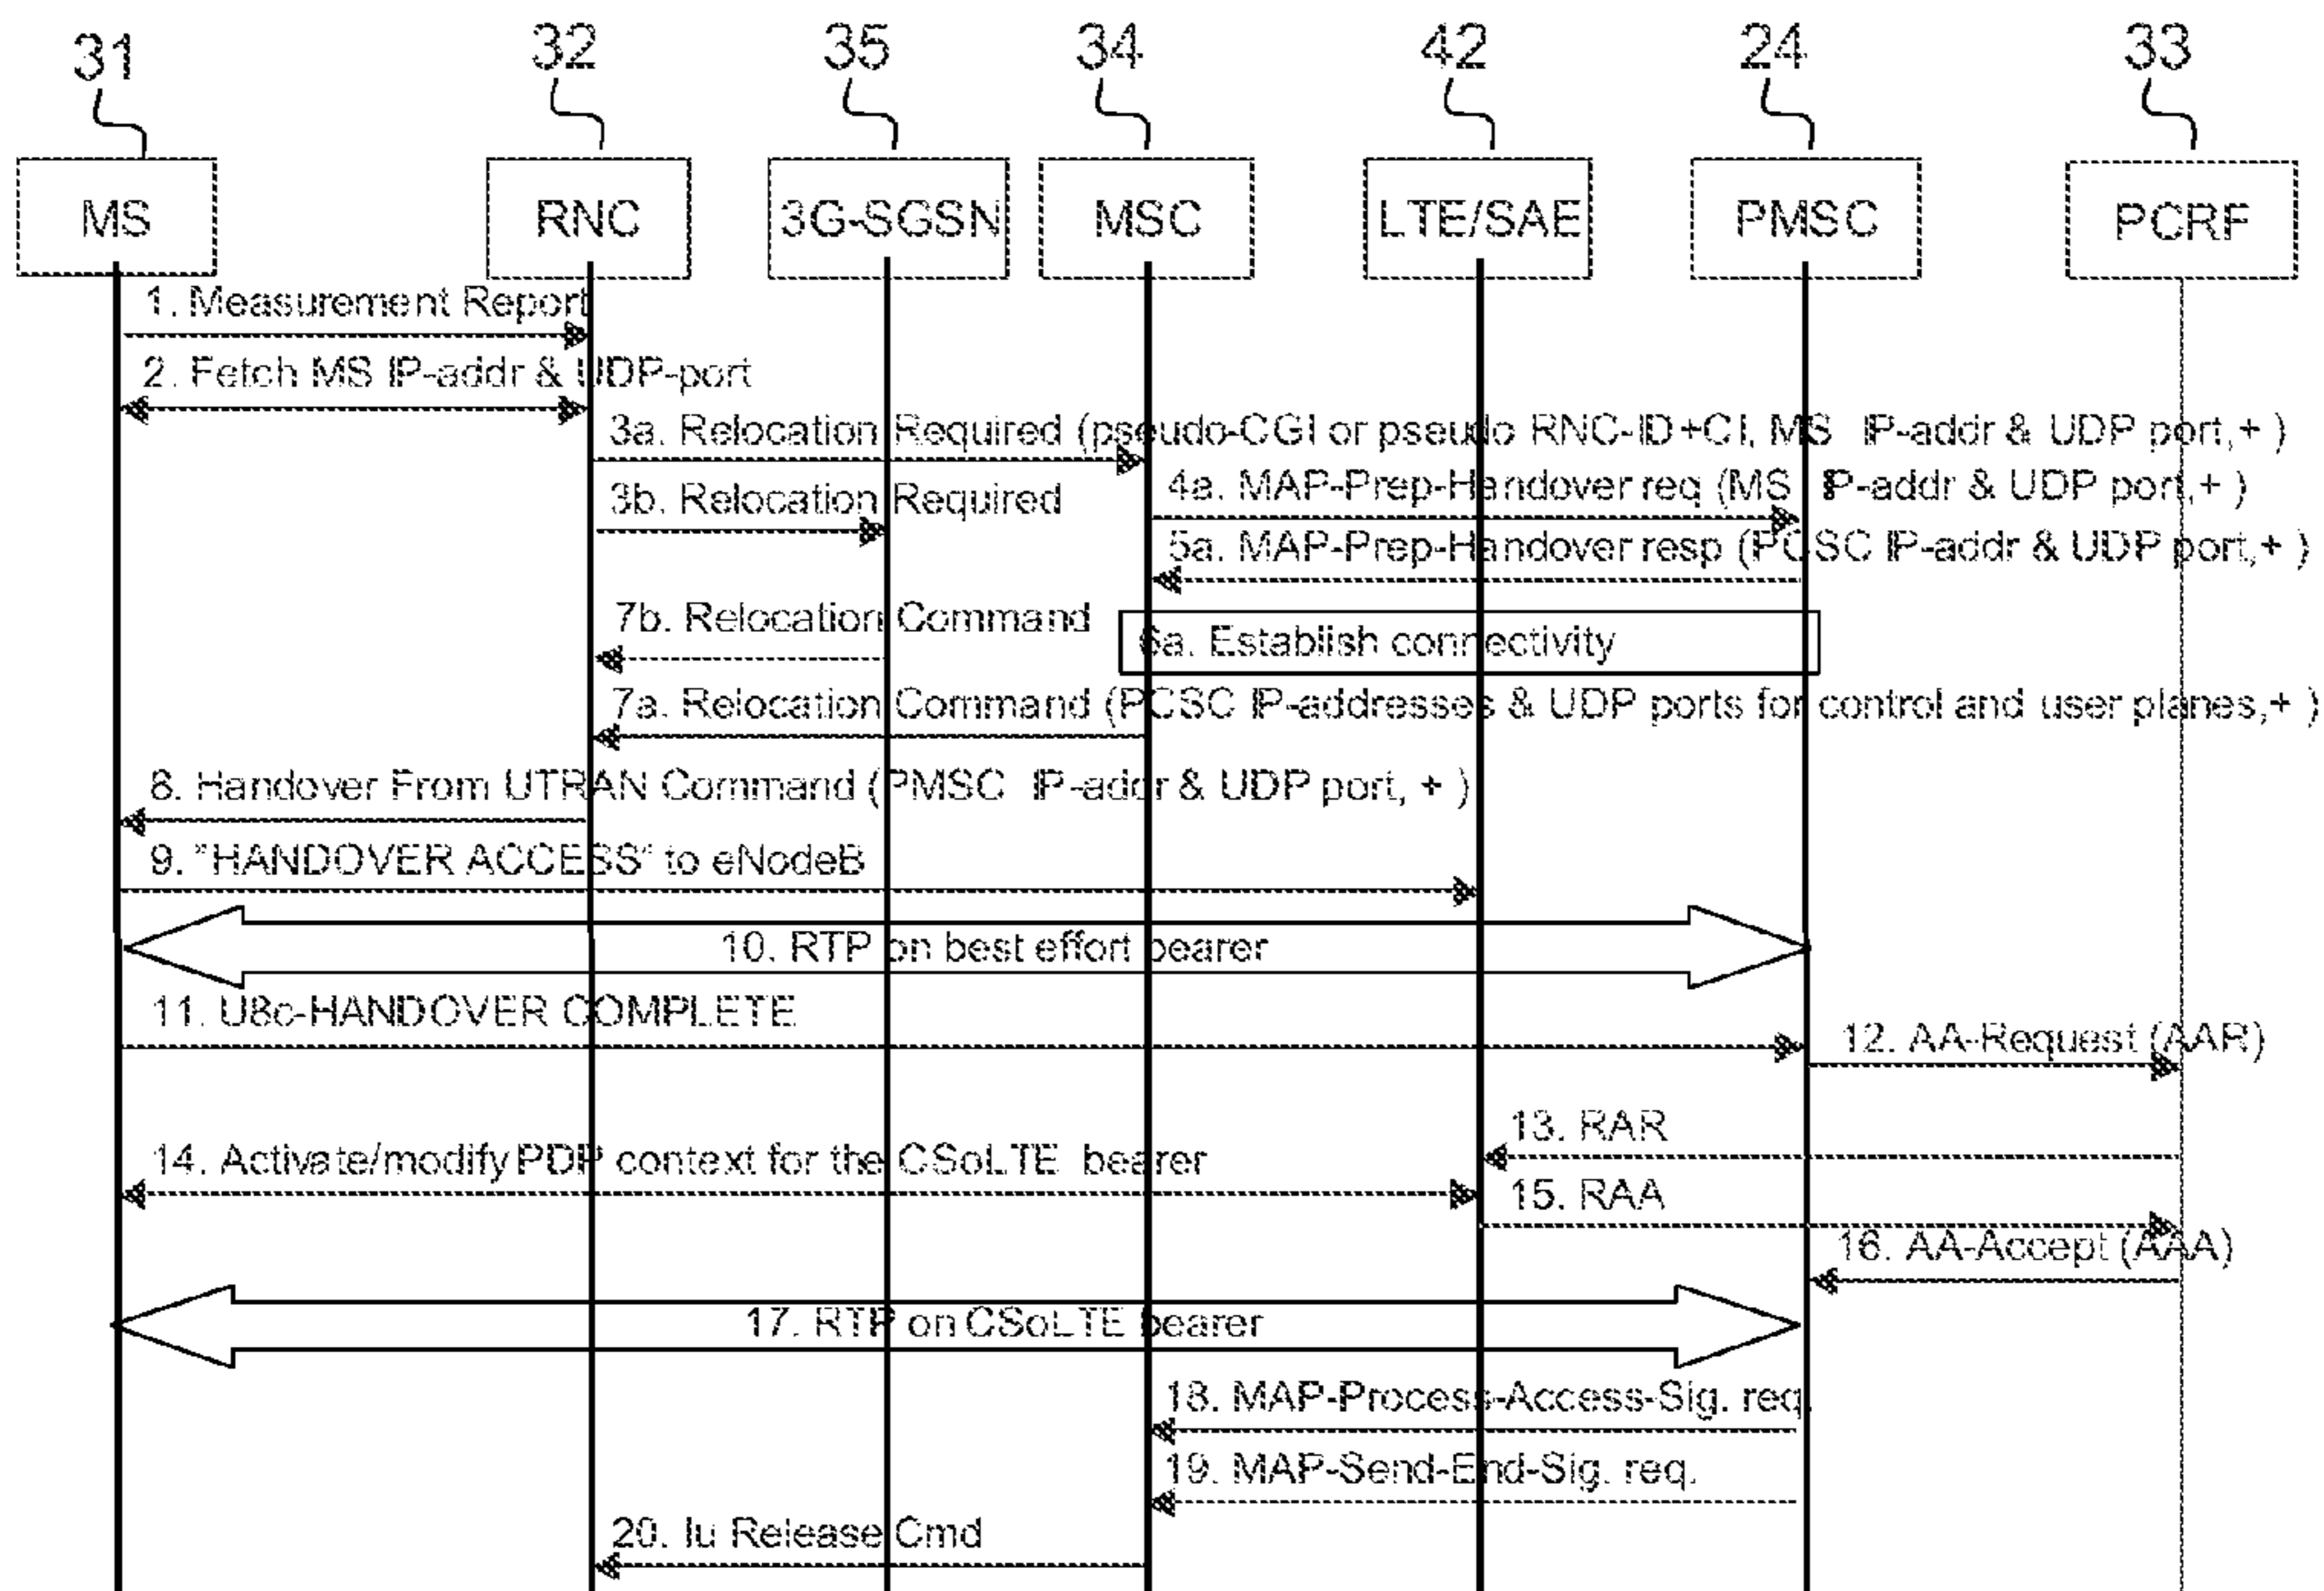 31 32 35 34 42 24 33
MS RNC 3G-SGSN MSC LTE/SAE PMSC PCRF
1. Measurement Report
2. Fetch MS IP-addr & UDP-port
3a. Relocation Required (pseudo-CGI or pseudo RNC-ID+CI, MS IP-addr & UDP port,+ )
4a. MAP-Prep-Handover req (MS IP-addr & UDP port,+ )
3b. Relocation Required
5a. MAP-Prep-Handover resp (PCSC IP-addr & UDP port,+ )
7b. Relocation Command
6a. Establish connectivity
7a. Relocation Command (PCSC IP-addresses & UDP ports for control and user planes,+ )
8. Handover From UTRAN Command (PMSC IP-addr & UDP port, + )
9. "HANDOVER ACCESS" to eNodeB
10. RTP on best effort bearer
11. U8c-HANDOVER COMPLETE
12. AA-Request (AAR)
13. RAR
14. Activate/modify PDP context for the CSoLTE bearer
15. RAA
16. AA-Accept (AAA)
17. RTP on CSoLTE bearer
18. MAP-Process-Access-Sig. req.
19. MAP-Send-End-Sig. req.
20. Iu Release Cmd